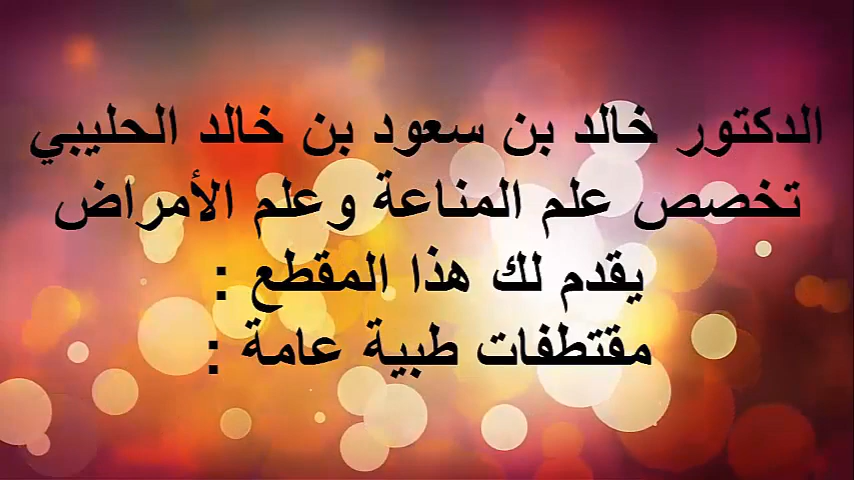 الدكتور خالد بن سعود بن خالد الحليبي
تخصص علم المناعة وعلم الأمراض
يقدم لك هذا المقطع :
مقتطفات طبية عامة :